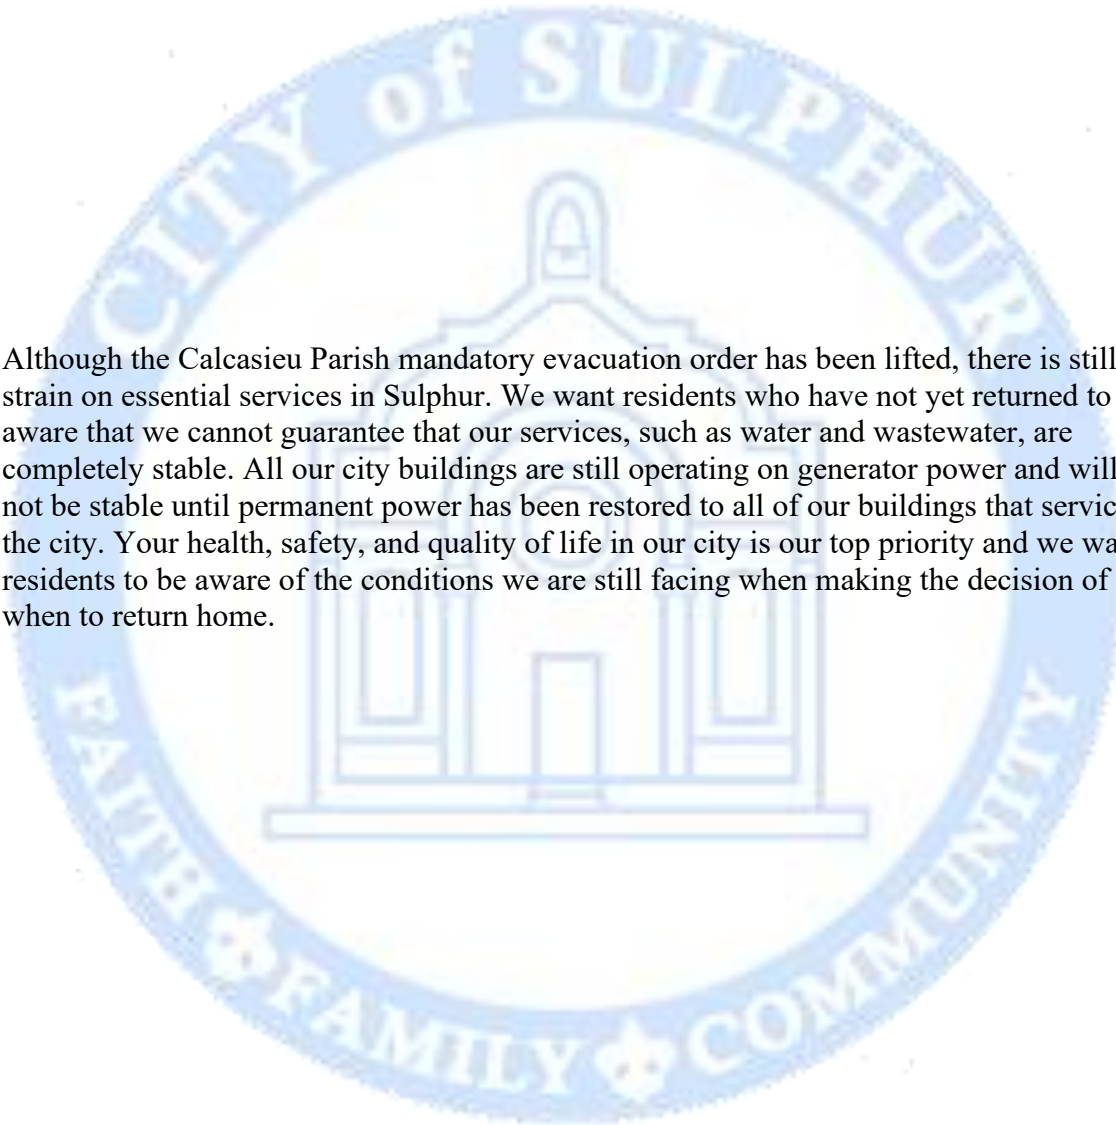 CITY of SULPHUR
Although the Calcasieu Parish mandatory evacuation order has been lifted, there is still
strain on essential services in Sulphur. We want residents who have not yet returned to
aware that we cannot guarantee that our services, such as water and wastewater, are
completely stable. All our city buildings are still operating on generator power and will
not be stable until permanent power has been restored to all of our buildings that servic
the city. Your health, safety, and quality of life in our city is our top priority and we wa
residents to be aware of the conditions we are still facing when making the decision of
when to return home.
FAITH FAMILY COMMUNITY